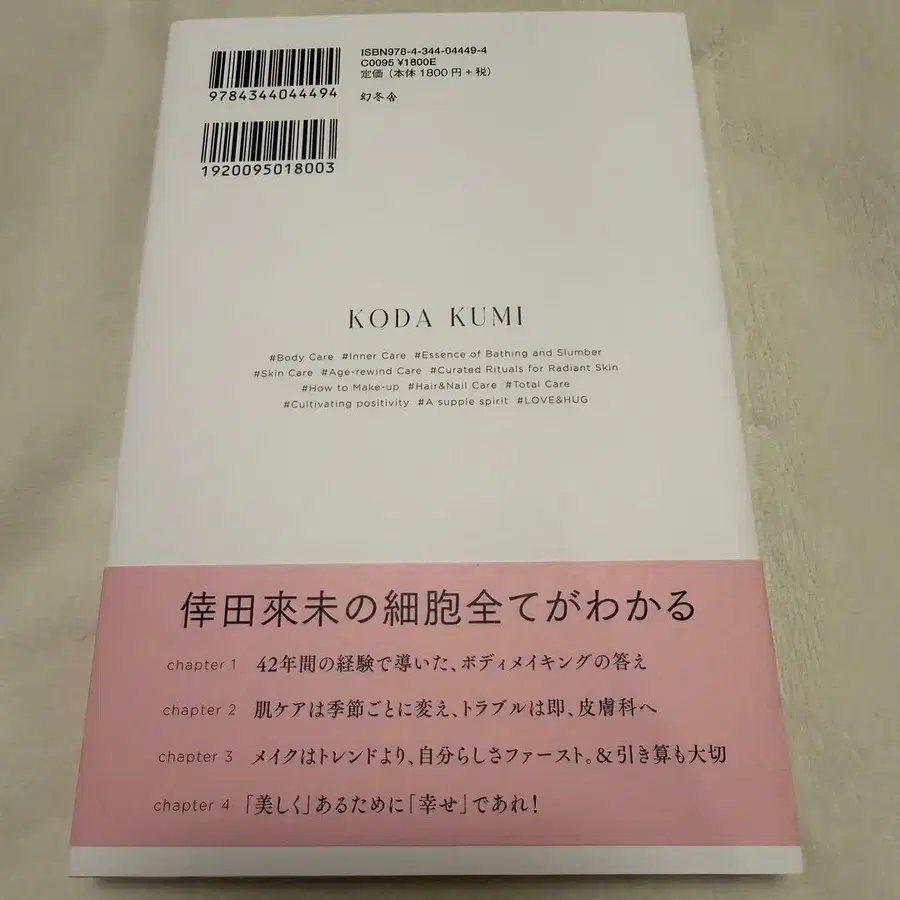 ISBN978-4-344-04449-4
C0095 ¥1800E
定価（本体1800円+税）
幻冬舎
9784344044494
1920095018003
KODA KUMI
#Body Care #Inner Care #Essence of Bathing and Slumber
#Skin Care #Age-rewind Care #Curated Rituals for Radiant Skin
#How to Make-up #Hair&Nail Care #Total Care
#Cultivating positivity #A supple spirit #LOVE&HUG
倖田來未の細胞全てがわかる
chapter 1 42年間の経験で導いた、ボディメイキングの答え
chapter 2 肌ケアは季節ごとに変え、トラブルは即、皮膚科へ
chapter 3 メイクはトレンドより、自分らしさファースト。&引き算も大切
chapter 4 「美しく」あるために「幸せ」であれ！